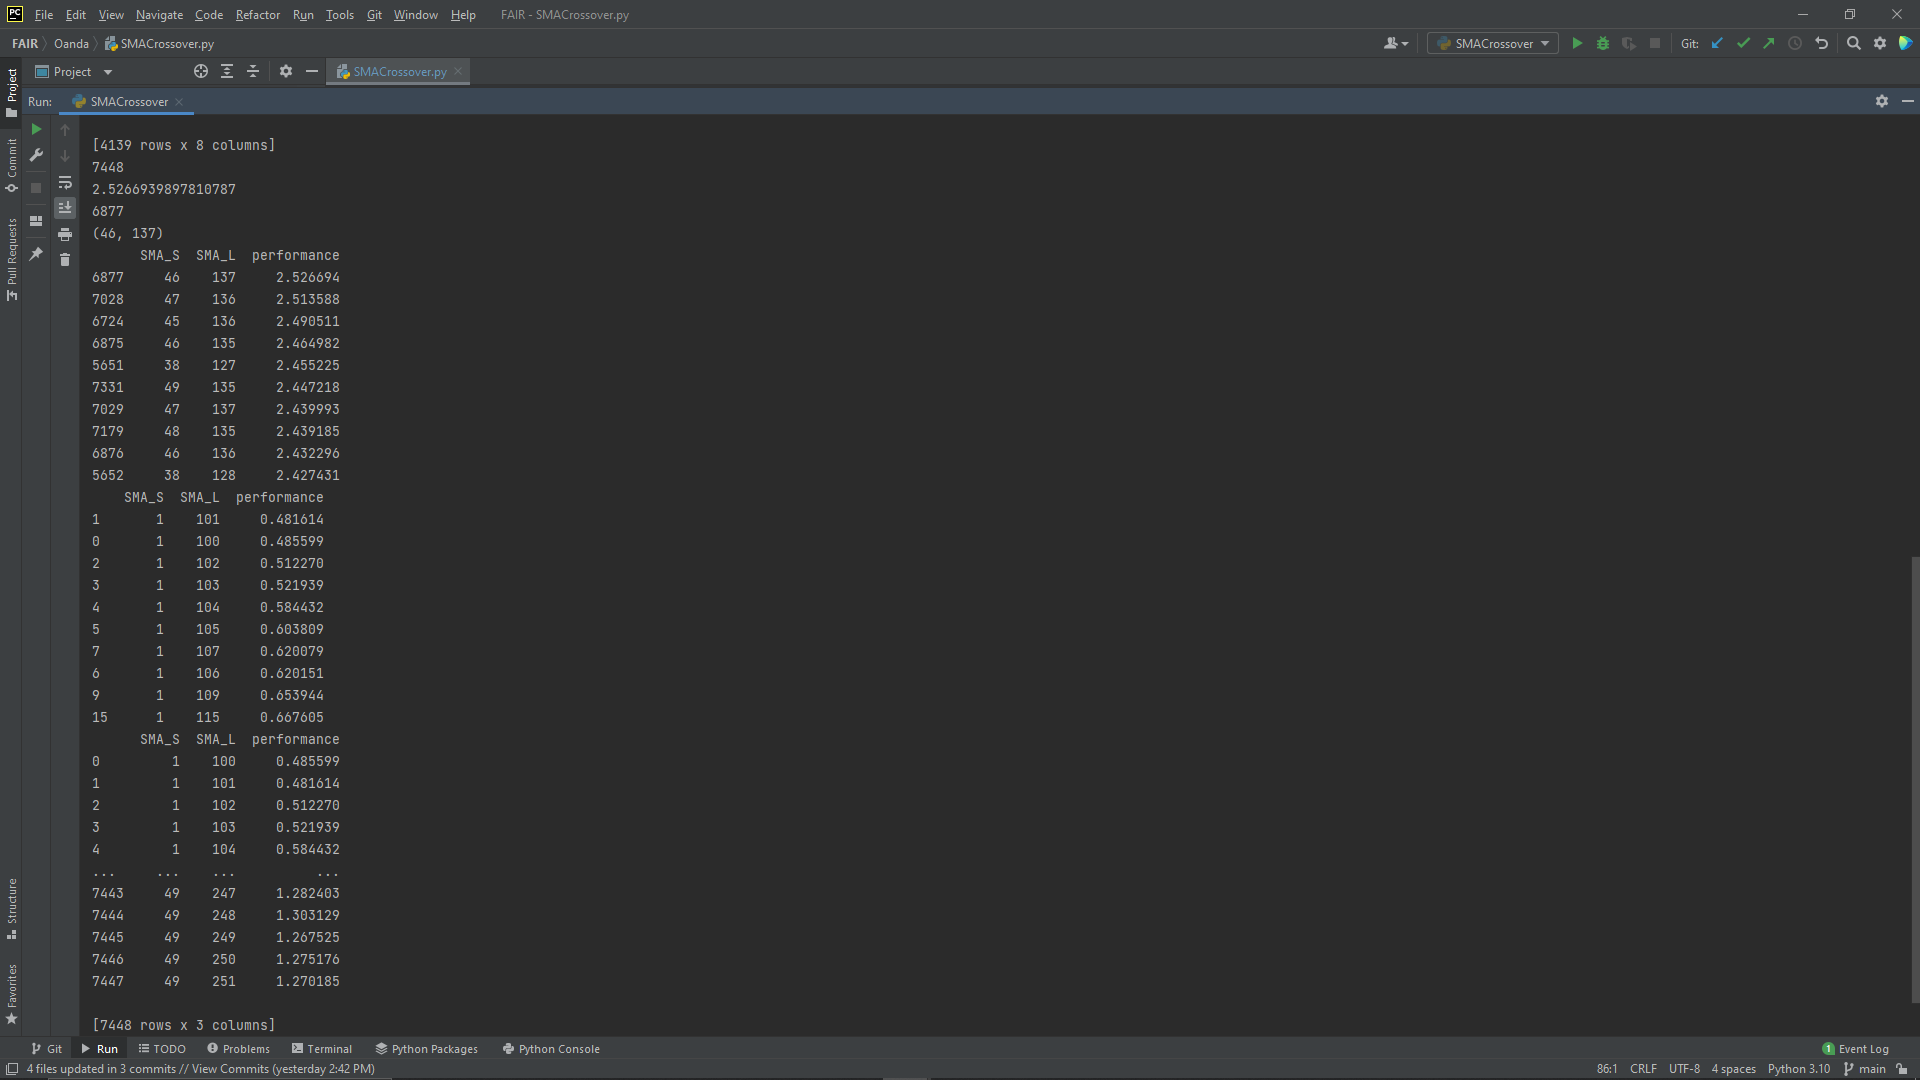 PC File Edit View Navigate Code Refactor Run Tools Git Window Help FAIR - SMACrossover.py
FAIR Oanda SMACrossover.py SMACrossover Git:
Project SMACrossover.py
Run: SMACrossover
Project
Commit
Pull Requests
Structure
Favorites
[4139 rows x 8 columns]
7448
2.5266939897810787
6877
(46, 137)
SMA_S SMA_L performance
6877 46 137 2.526694
7028 47 136 2.513588
6724 45 136 2.490511
6875 46 135 2.464982
5651 38 127 2.455225
7331 49 135 2.447218
7029 47 137 2.439993
7179 48 135 2.439185
6876 46 136 2.432296
5652 38 128 2.427431
SMA_S SMA_L performance
1 1 101 0.481614
0 1 100 0.485599
2 1 102 0.512270
3 1 103 0.521939
4 1 104 0.584432
5 1 105 0.603809
7 1 107 0.620079
6 1 106 0.620151
9 1 109 0.653944
15 1 115 0.667605
SMA_S SMA_L performance
0 1 100 0.485599
1 1 101 0.481614
2 1 102 0.512270
3 1 103 0.521939
4 1 104 0.584432
... ... ... ...
7443 49 247 1.282403
7444 49 248 1.303129
7445 49 249 1.267525
7446 49 250 1.275176
7447 49 251 1.270185
[7448 rows x 3 columns]
Git Run TODO Problems Terminal Python Packages Python Console 1 Event Log
4 files updated in 3 commits // View Commits (yesterday 2:42 PM) 86:1 CRLF UTF-8 4 spaces Python 3.10 main